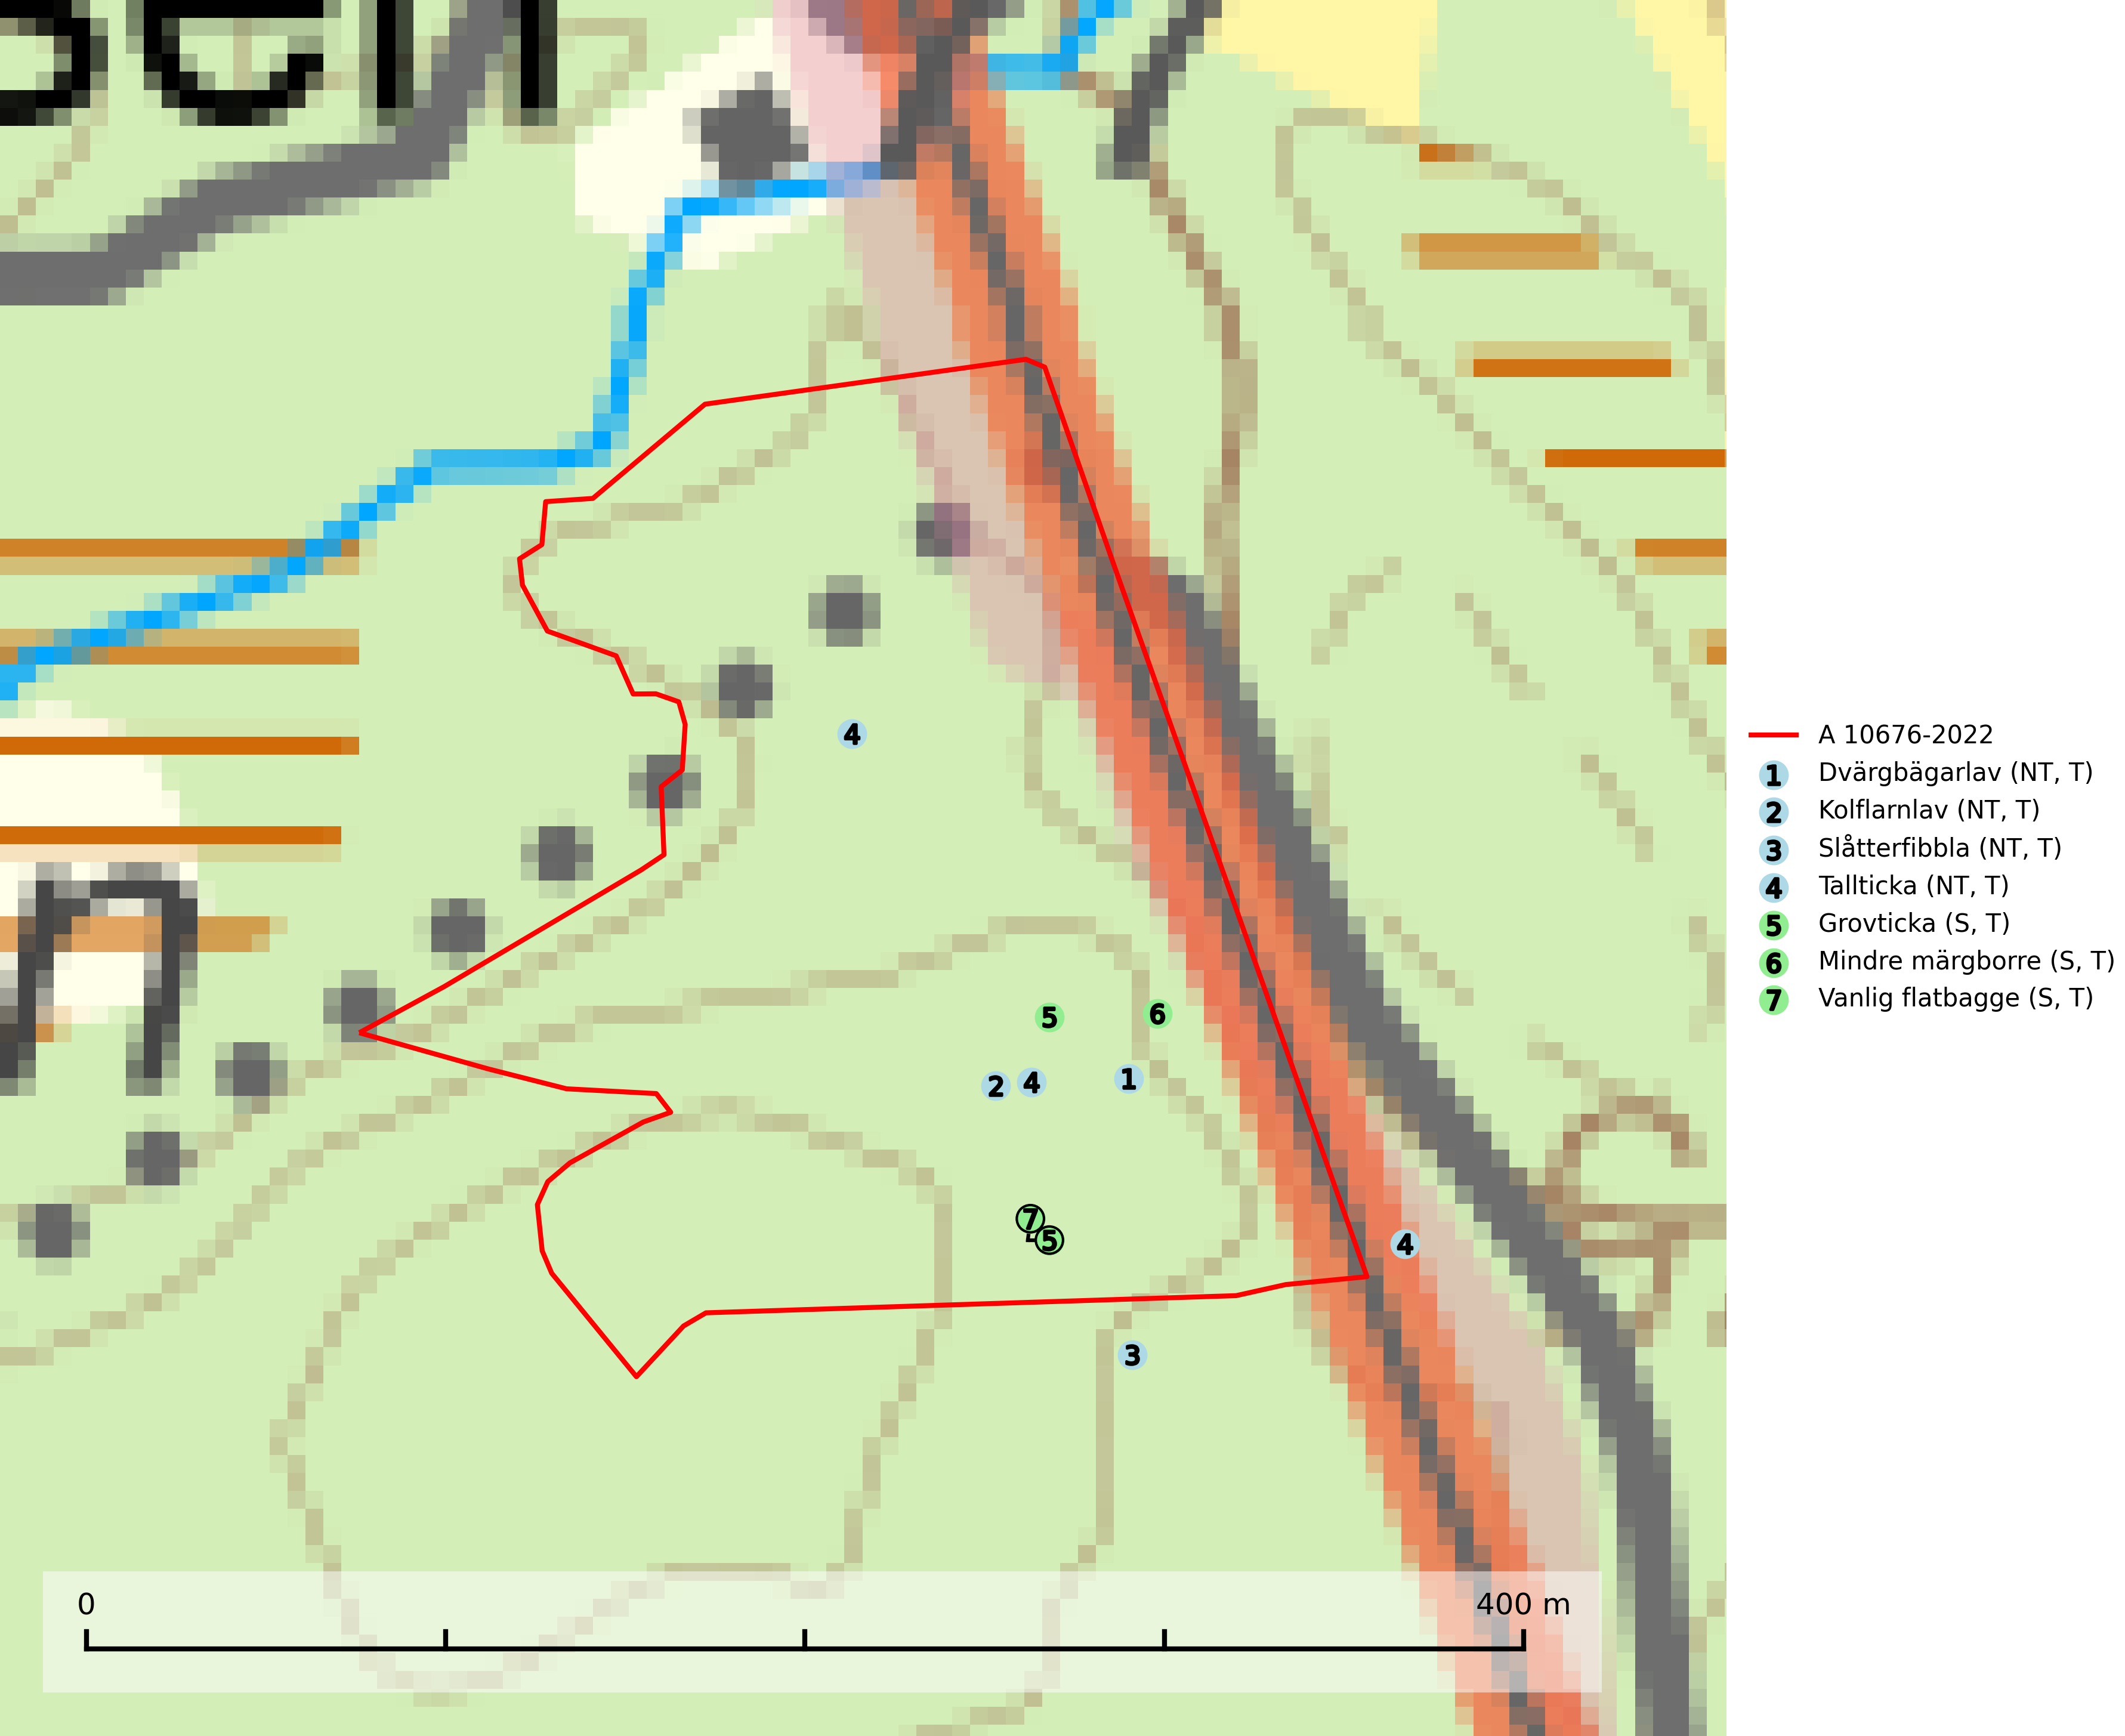 A 10676-2022
1 Dvärgbägarlav (NT, T)
2 Kolflarnlav (NT, T)
3 Slåtterfibbla (NT, T)
4 Tallticka (NT, T)
5 Grovticka (S, T)
6 Mindre märgborre (S, T)
7 Vanlig flatbagge (S, T)
4
5
6
2
4
1
7
5
4
3
0
400 m